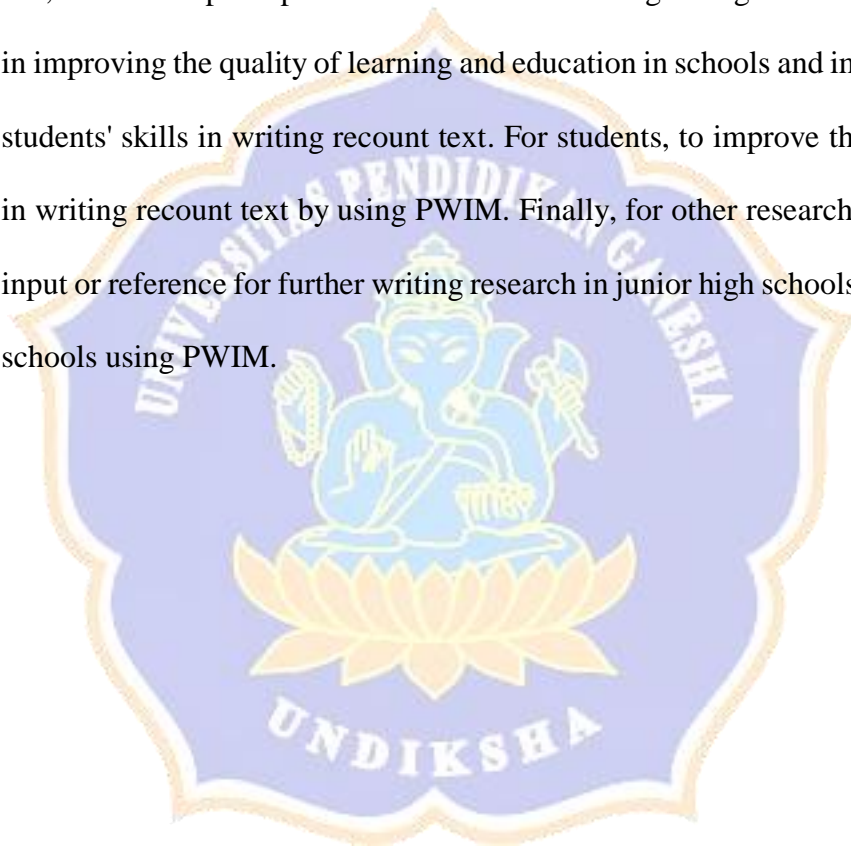 in improving the quality of learning and education in schools and in
students' skills in writing recount text. For students, to improve th
in writing recount text by using PWIM. Finally, for other research
input or reference for further writing research in junior high schools
schools using PWIM.
UNIVERSITAS PENDIDIKAN GANESHA
UNDIKSHA